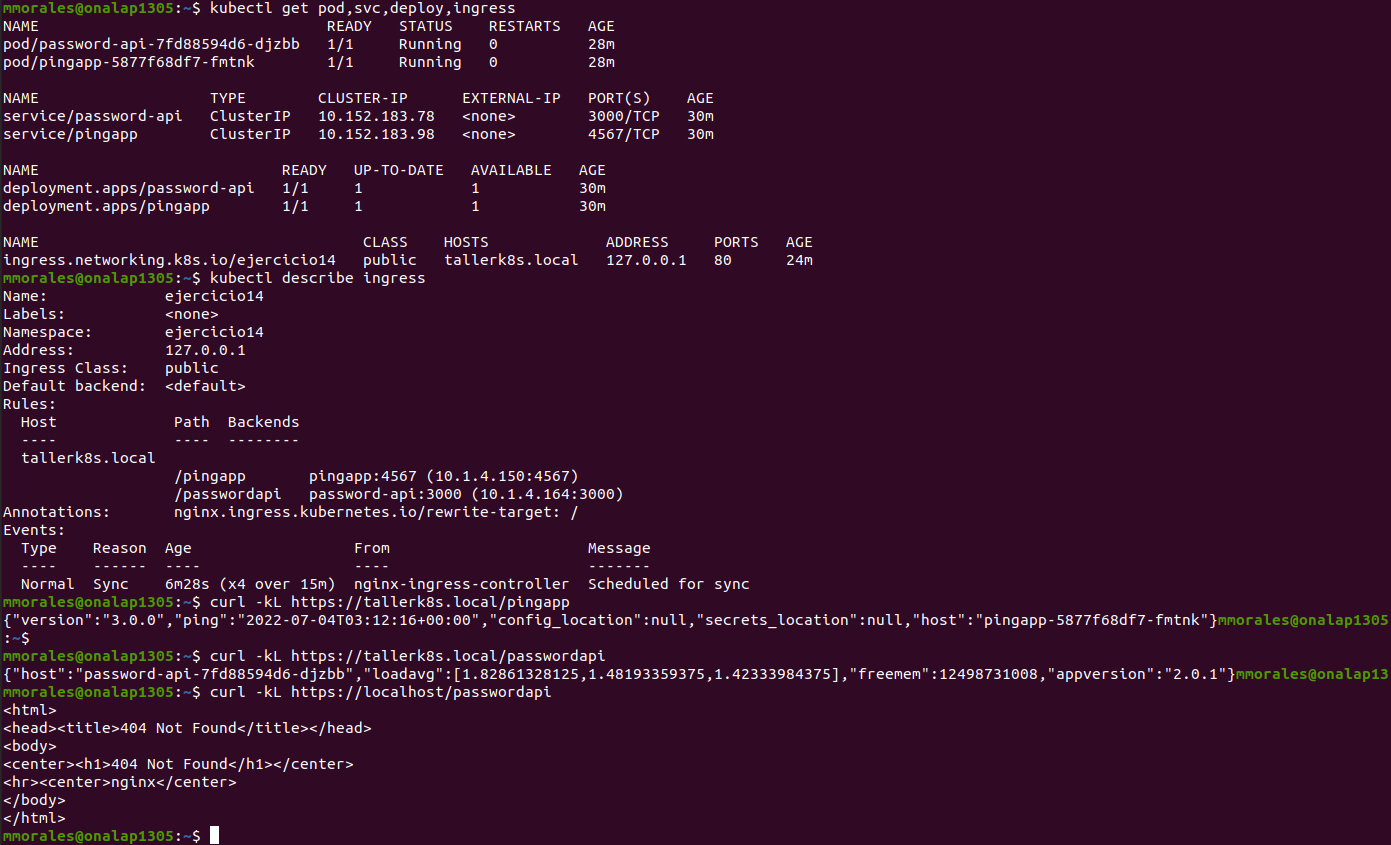 mmorales@onalap1305:~$ kubectl get pod,svc,deploy,ingress
NAME                                READY   STATUS    RESTARTS   AGE
pod/password-api-7fd88594d6-djzbb   1/1     Running   0          28m
pod/pingapp-5877f68df7-fmtnk        1/1     Running   0          28m

NAME                   TYPE        CLUSTER-IP      EXTERNAL-IP   PORT(S)    AGE
service/password-api   ClusterIP   10.152.183.78   <none>        3000/TCP   30m
service/pingapp        ClusterIP   10.152.183.98   <none>        4567/TCP   30m

NAME                           READY   UP-TO-DATE   AVAILABLE   AGE
deployment.apps/password-api   1/1     1            1           30m
deployment.apps/pingapp        1/1     1            1           30m

NAME                                    CLASS    HOSTS             ADDRESS     PORTS   AGE
ingress.networking.k8s.io/ejercicio14   public   tallerk8s.local   127.0.0.1   80      24m
mmorales@onalap1305:~$ kubectl describe ingress
Name:             ejercicio14
Labels:           <none>
Namespace:        ejercicio14
Address:          127.0.0.1
Ingress Class:    public
Default backend:  <default>
Rules:
  Host             Path  Backends
  ----             ----  --------
  tallerk8s.local
                   /pingapp       pingapp:4567 (10.1.4.150:4567)
                   /passwordapi   password-api:3000 (10.1.4.164:3000)
Annotations:       nginx.ingress.kubernetes.io/rewrite-target: /
Events:
  Type    Reason  Age                  From                      Message
  ----    ------  ----                 ----                      -------
  Normal  Sync    6m28s (x4 over 15m)  nginx-ingress-controller  Scheduled for sync
mmorales@onalap1305:~$ curl -kL https://tallerk8s.local/pingapp
{"version":"3.0.0","ping":"2022-07-04T03:12:16+00:00","config_location":null,"secrets_location":null,"host":"pingapp-5877f68df7-fmtnk"}mmorales@onalap1305
:~$
mmorales@onalap1305:~$ curl -kL https://tallerk8s.local/passwordapi
{"host":"password-api-7fd88594d6-djzbb","loadavg":[1.82861328125,1.48193359375,1.42333984375],"freemem":12498731008,"appversion":"2.0.1"}mmorales@onalap13
mmorales@onalap1305:~$ curl -kL https://localhost/passwordapi
<html>
<head><title>404 Not Found</title></head>
<body>
<center><h1>404 Not Found</h1></center>
<hr><center>nginx</center>
</body>
</html>
mmorales@onalap1305:~$